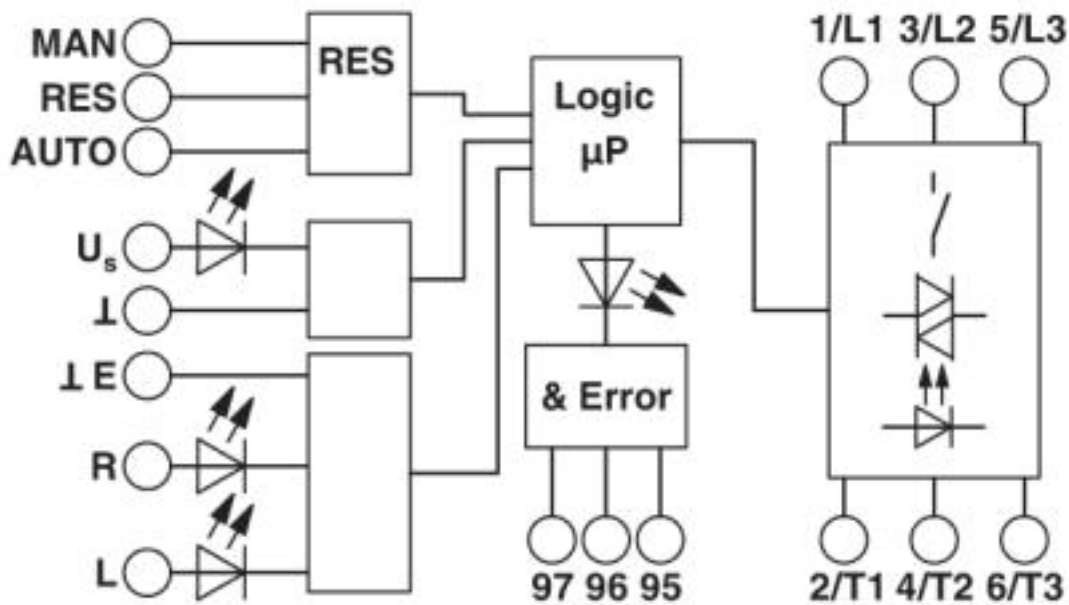 MAN
RES
AUTO
RES
U_s
⊥
⊥ E
R
L
Logic
μP
& Error
97 96 95
1/L1 3/L2 5/L3
2/T1 4/T2 6/T3